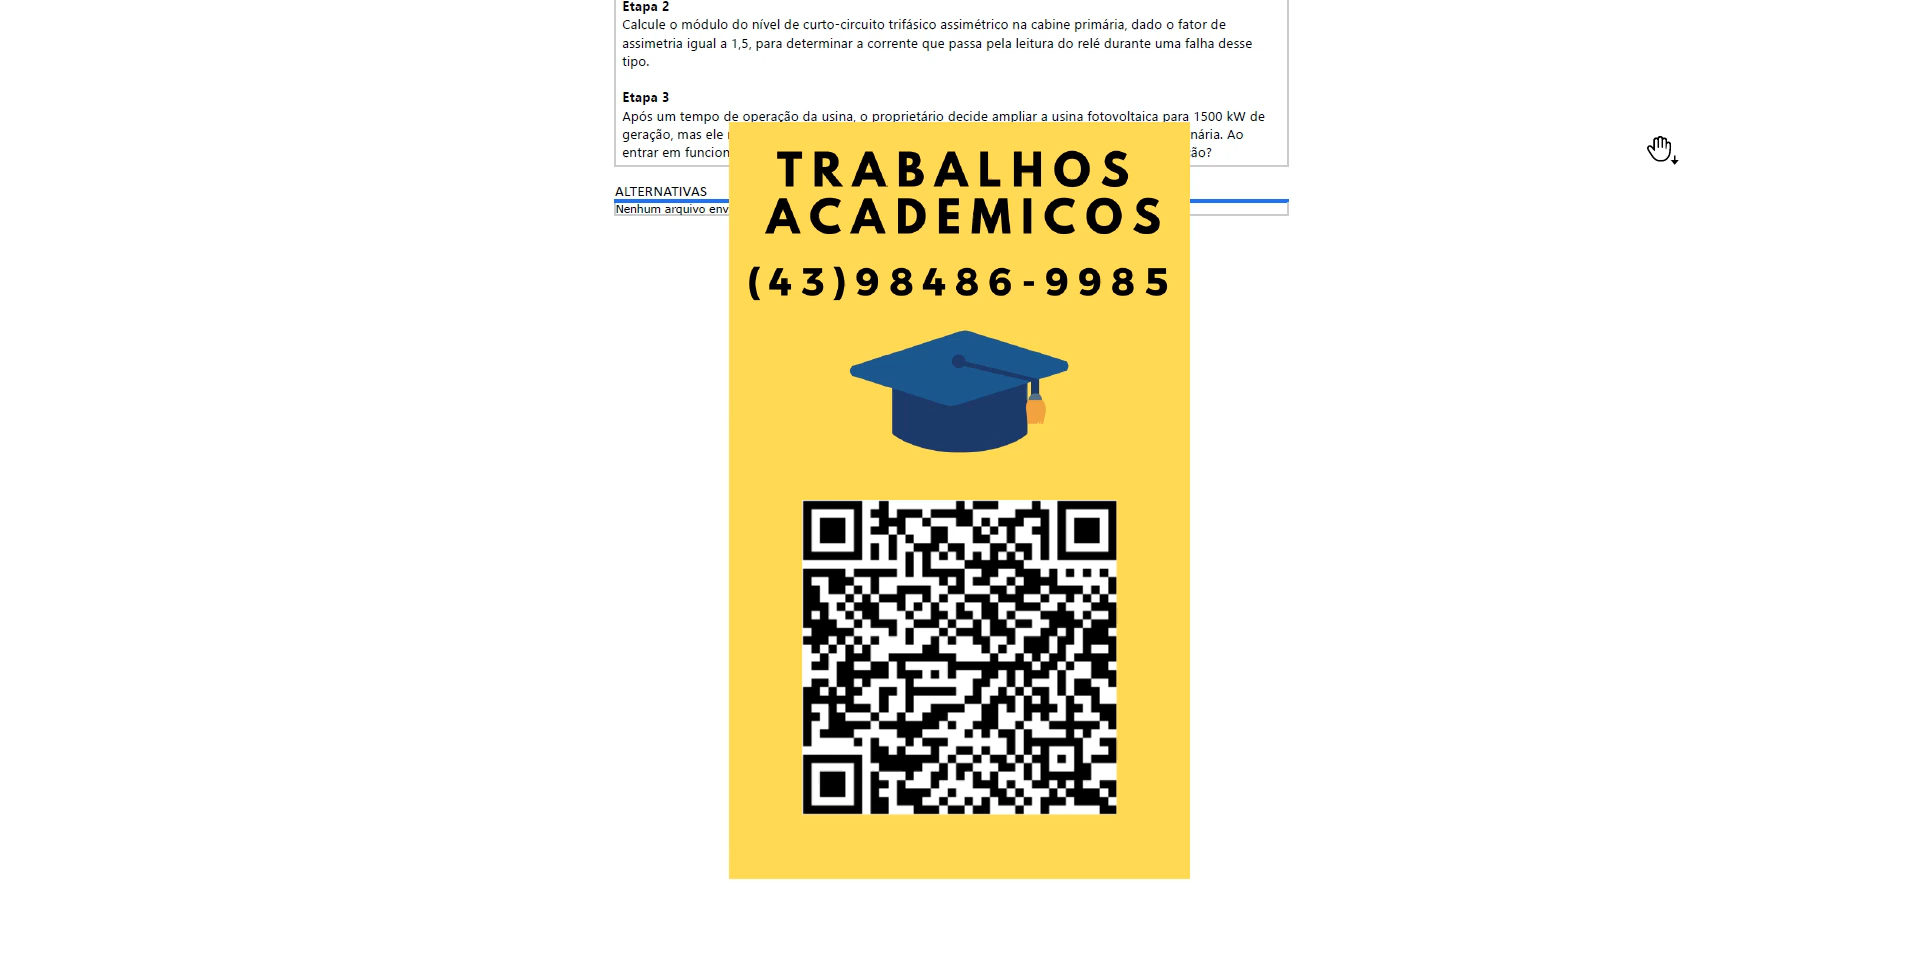 Etapa 2
Calcule o módulo do nível de curto-circuito trifásico assimétrico na cabine primária, dado o fator de
assimetria igual a 1,5, para determinar a corrente que passa pela leitura do relé durante uma falha desse
tipo.
Etapa 3
Após um tempo de operação da usina, o proprietário decide ampliar a usina fotovoltaica para 1500 kW de
geração, mas ele nária. Ao
entrar em funcion ão?
ALTERNATIVAS
Nenhum arquivo env
TRABALHOS
ACADEMICOS
(43)98486-9985